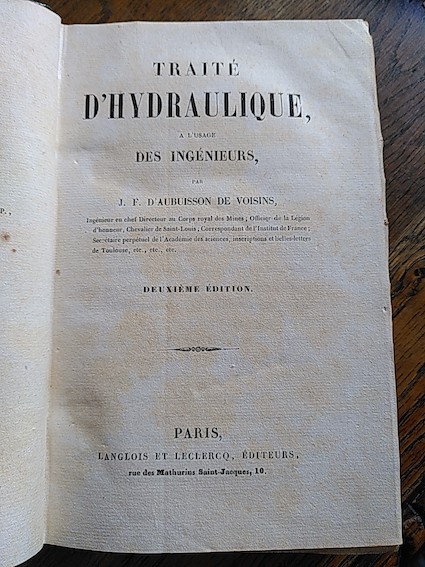 TRAITÉ
D'HYDRAULIQUE,
A L'USAGE
DES INGÉNIEURS,
PAR
J. F. D'AUBUISSON DE VOISINS,
Ingénieur en chef Directeur au Corps royal des Mines; Officier de la Légion
d'honneur, Chevalier de Saint-Louis; Correspondant de l'Institut de France;
Secrétaire perpétuel de l'Académie des sciences, inscriptions et belles-lettres
de Toulouse, etc., etc., etc.
DEUXIÈME ÉDITION.
PARIS,
LANGLOIS ET LECLERCQ, ÉDITEURS,
rue des Mathurins Saint-Jacques, 10.